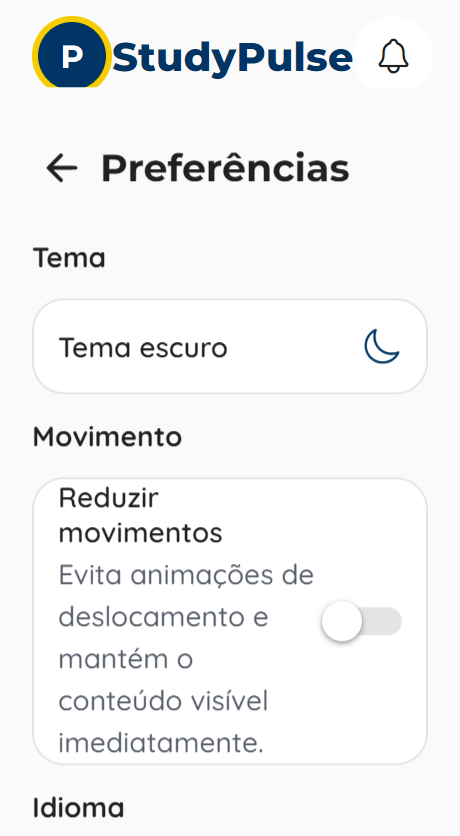 P StudyPulse
Preferências
Tema
Tema escuro
Movimento
Reduzir
movimentos
Evita animações de
deslocamento e
mantém o
conteúdo visível
imediatamente.
Idioma